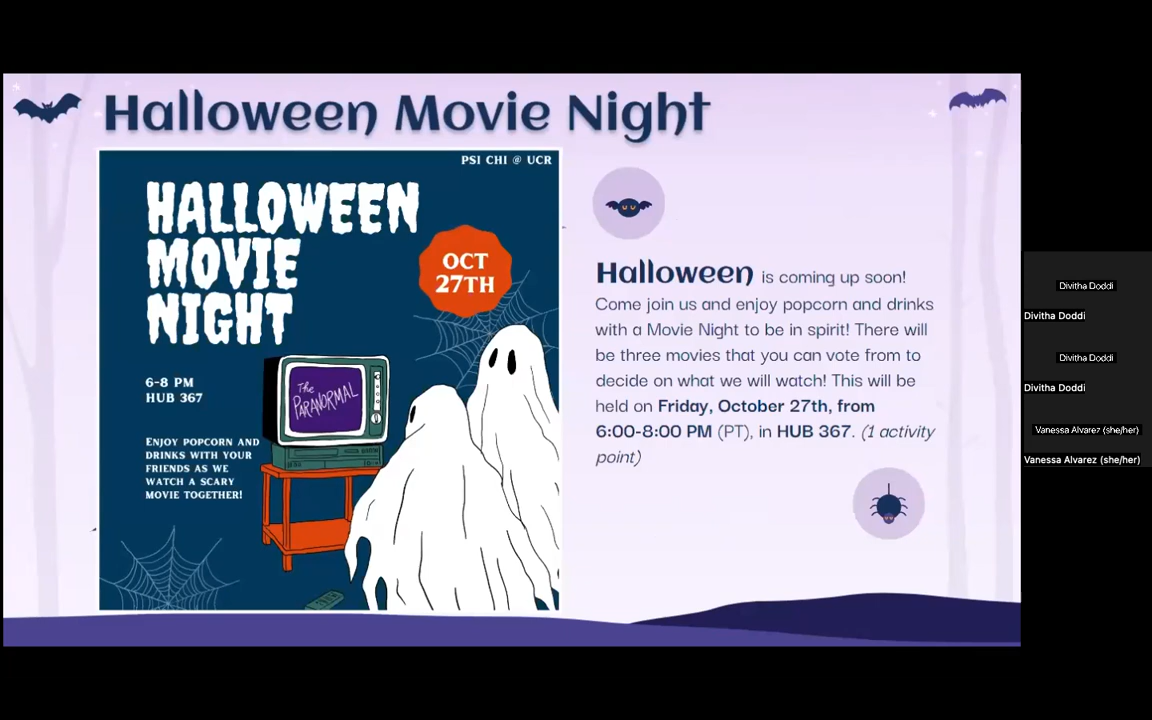 Halloween Movie Night
PSI CHI @ UCR
HALLOWEEN
MOVIE
NIGHT
OCT
27TH
6-8 PM
HUB 367
The
PARANORMAL
ENJOY POPCORN AND
DRINKS WITH YOUR
FRIENDS AS WE
WATCH A SCARY
MOVIE TOGETHER!
Halloween is coming up soon!
Come join us and enjoy popcorn and drinks
with a Movie Night to be in spirit! There will
be three movies that you can vote from to
decide on what we will watch! This will be
held on Friday, October 27th, from
6:00-8:00 PM (PT), in HUB 367. (1 activity
point)
Divitha Doddi
Divitha Doddi
Divitha Doddi
Divitha Doddi
Vanessa Alvarez (she/her)
Vanessa Alvarez (she/her)